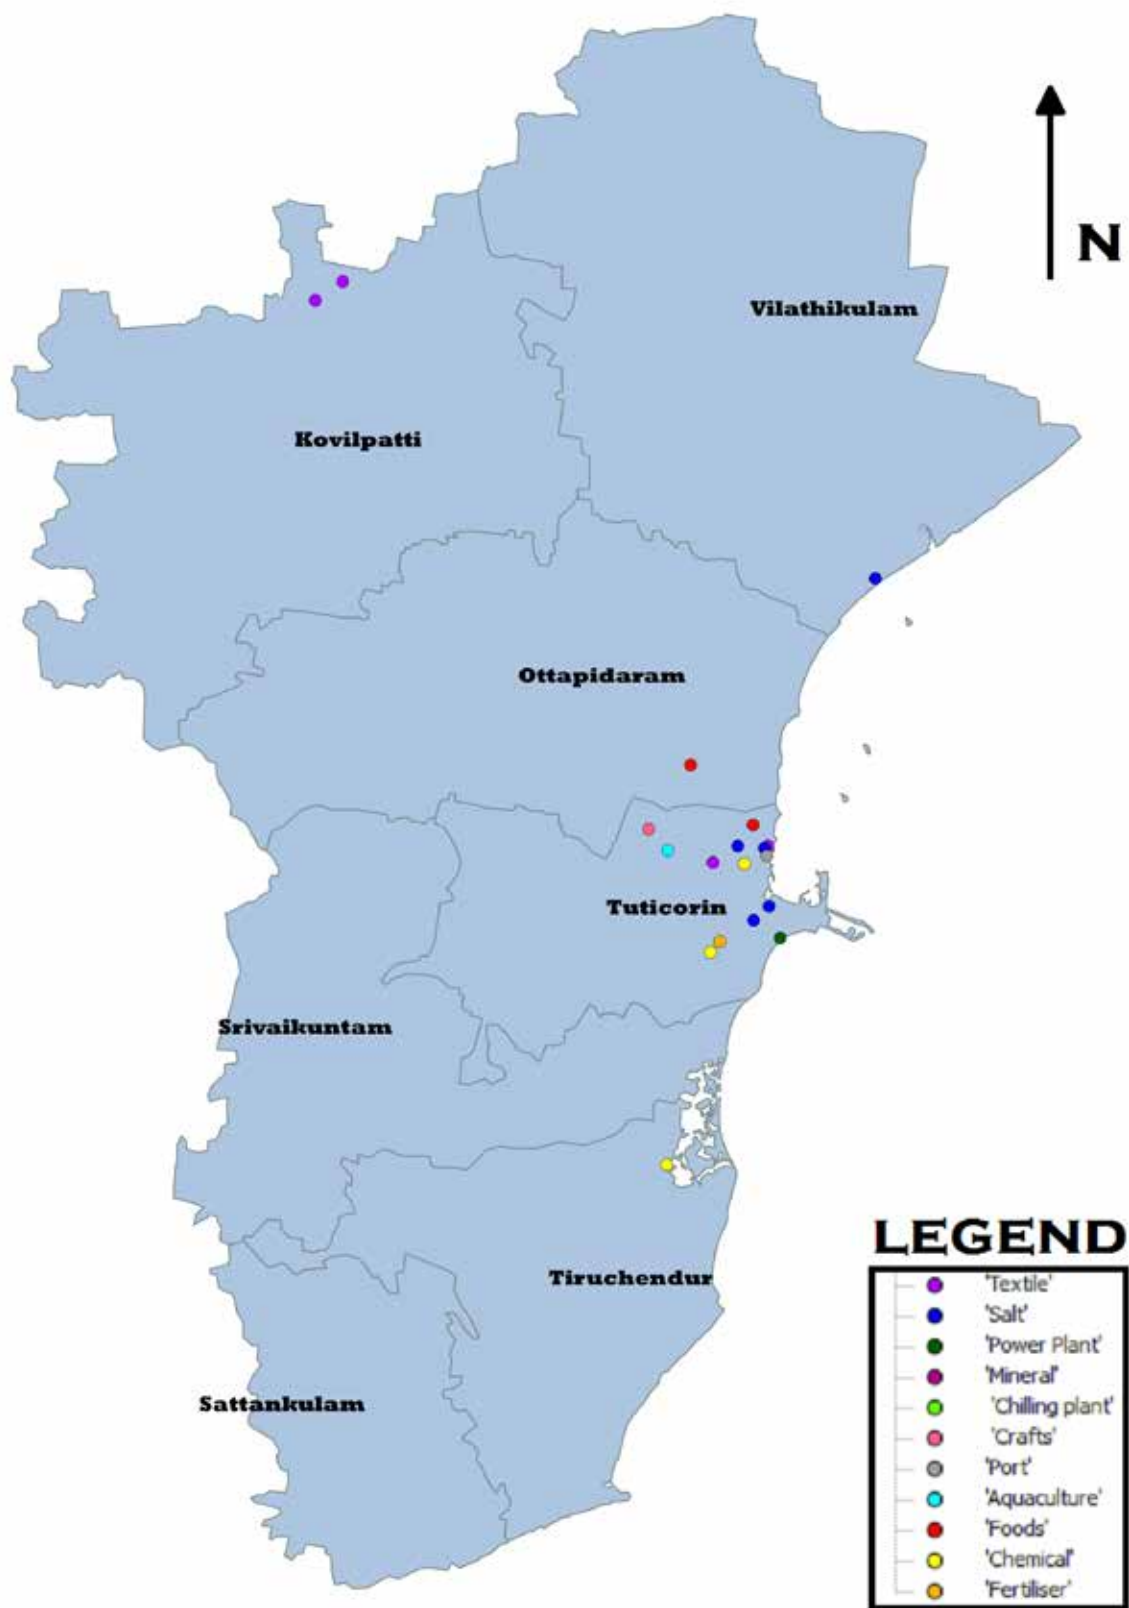 N
Vilathikulam
Kovilpatti
Ottapidaram
Tuticorin
Srivaikuntam
Tiruchendur
Sattankulam
LEGEND
'Textile'
'Salt'
'Power Plant'
'Mineral'
'Chilling plant'
'Crafts'
'Port'
'Aquaculture'
'Foods'
'Chemical'
'Fertiliser'